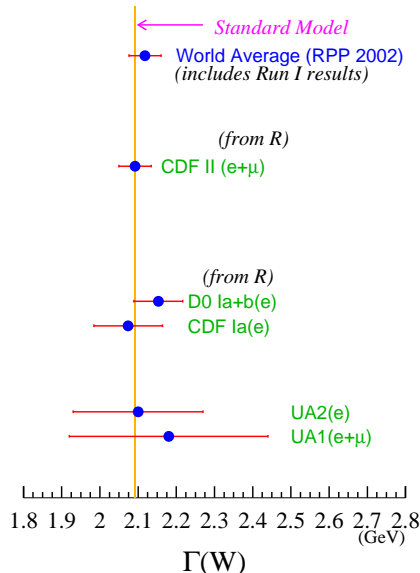 Standard Model
World Average (RPP 2002)
(includes Run I results)
(from R)
CDF II (e+μ)
(from R)
D0 Ia+b(e)
CDF Ia(e)
UA2(e)
UA1(e+μ)
1.8 1.9 2 2.1 2.2 2.3 2.4 2.5 2.6 2.7 2.8
(GeV)
Γ(W)